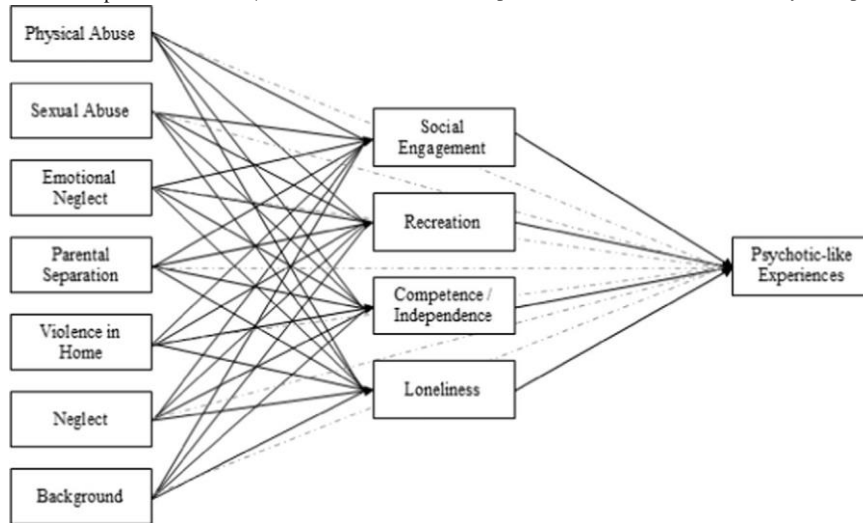 Physical Abuse
Sexual Abuse
Emotional
Neglect
Parental
Separation
Violence in
Home
Neglect
Background
Social
Engagement
Recreation
Competence /
Independence
Loneliness
Psychotic-like
Experiences